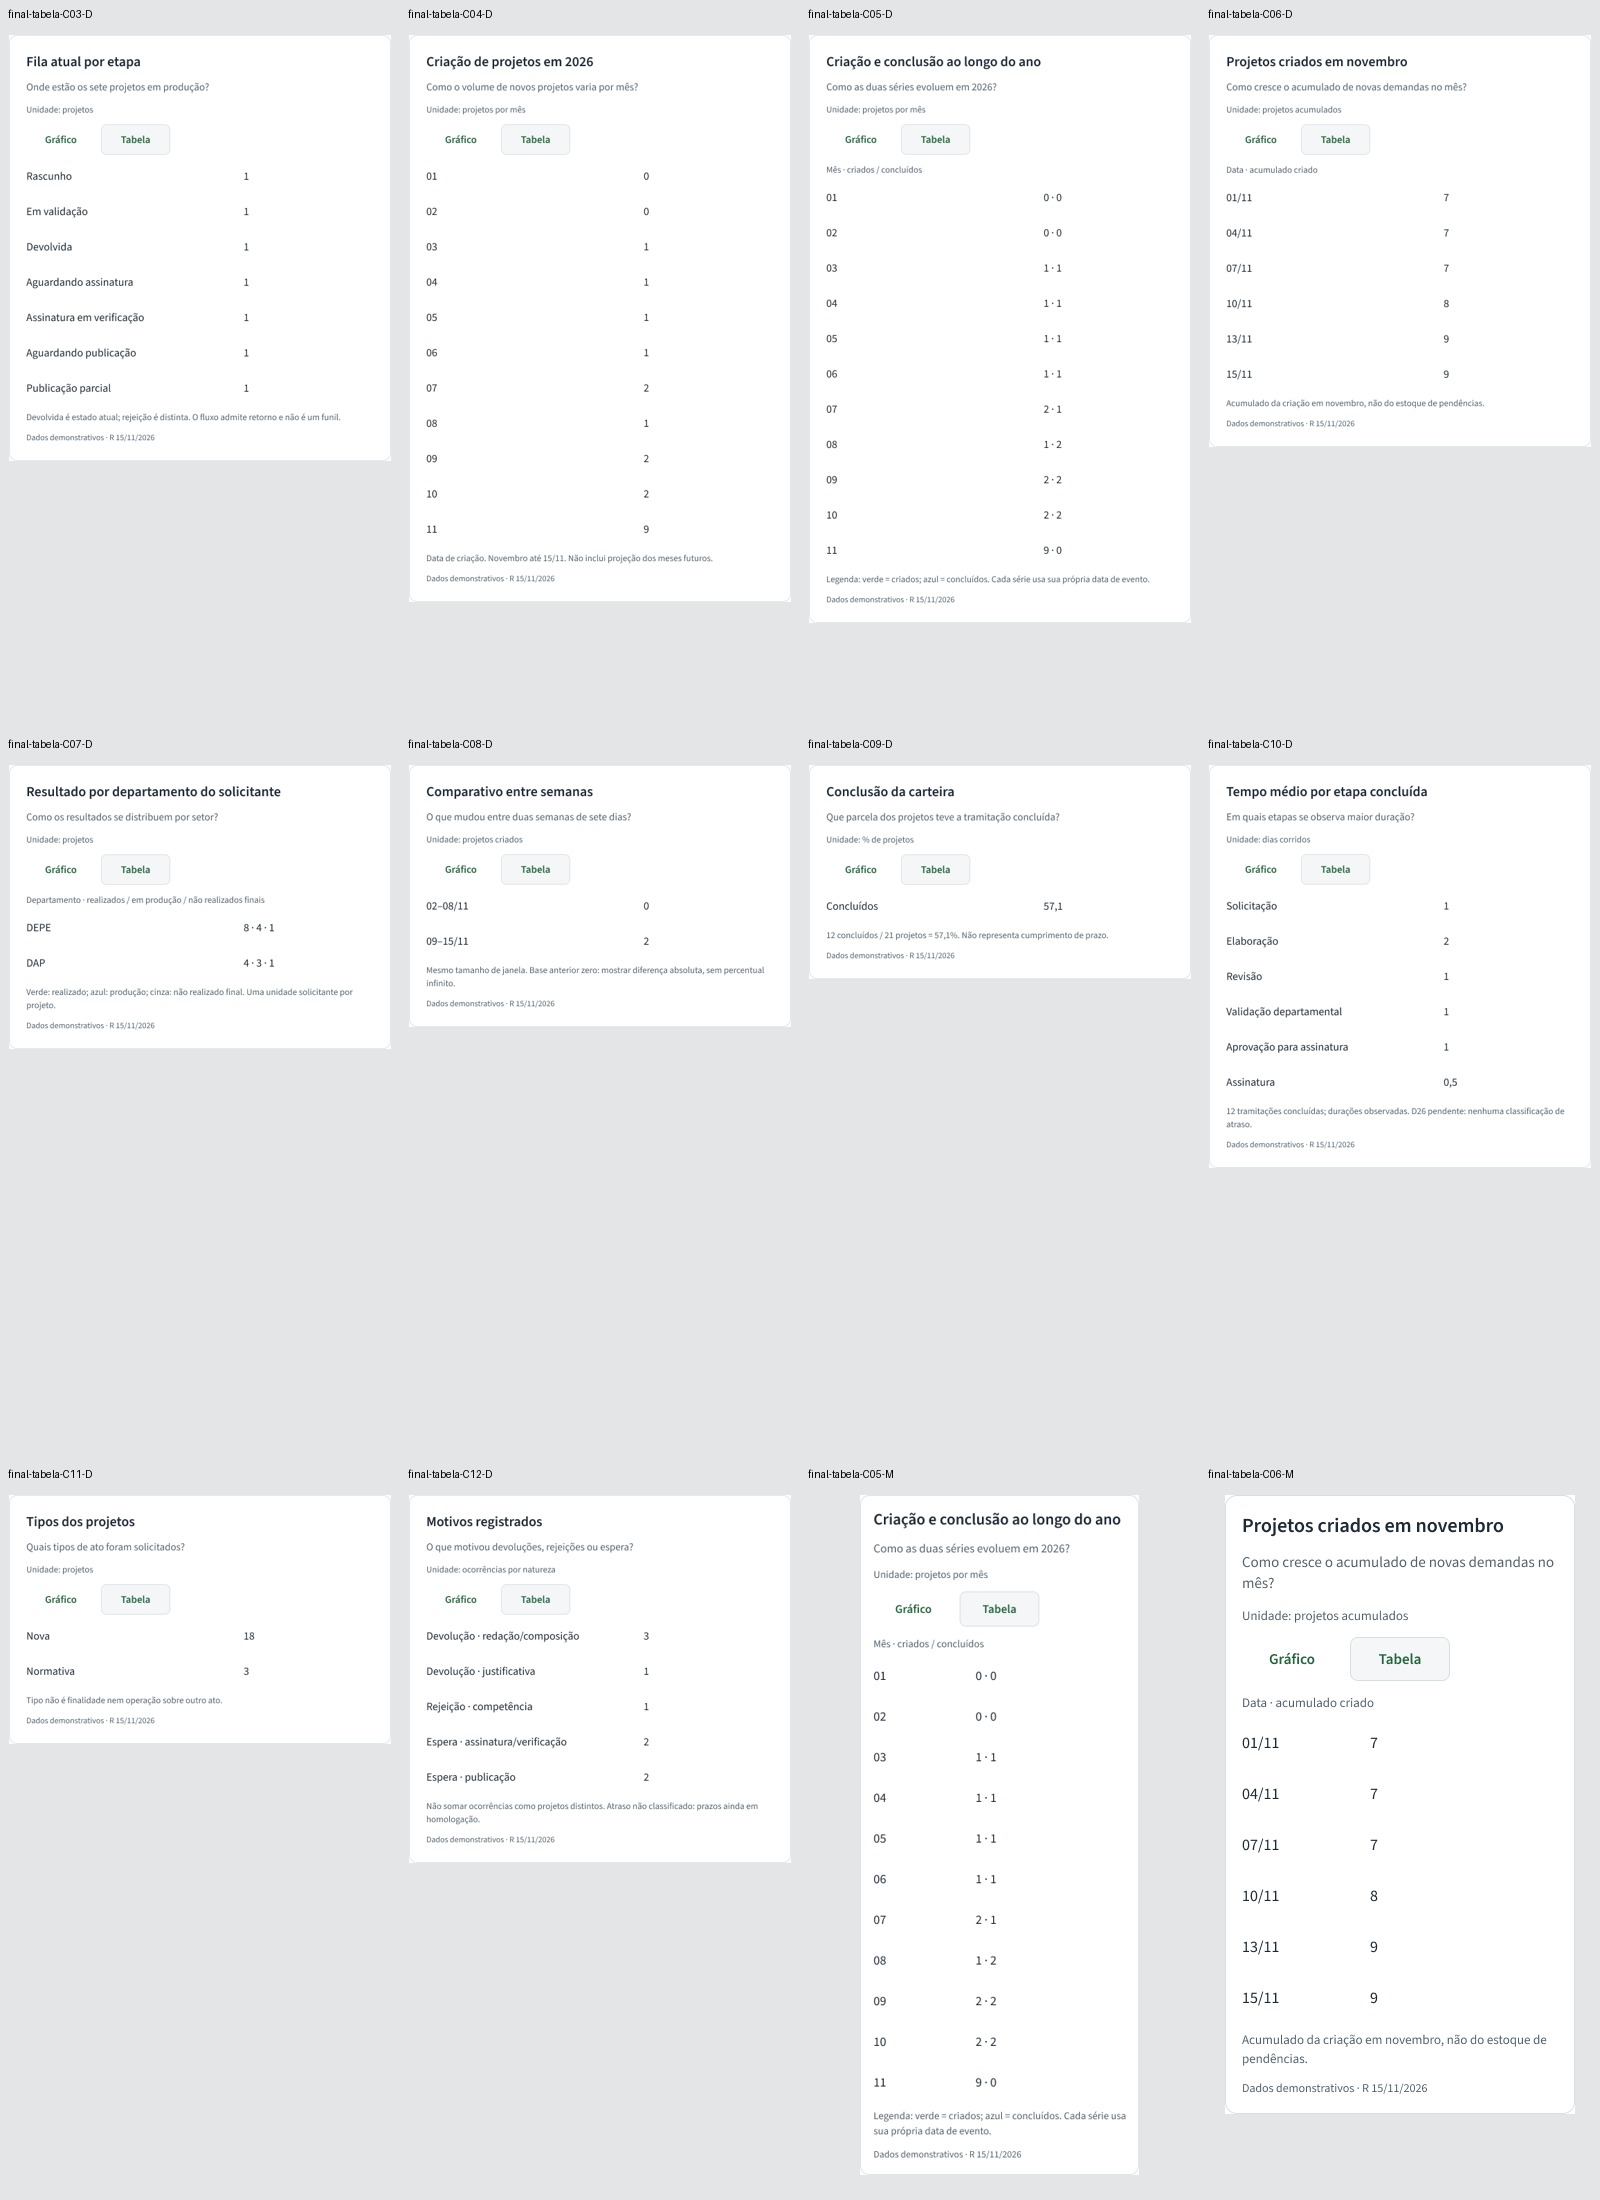 final-tabela-C03-D
Fila atual por etapa
Onde estão os sete projetos em produção?
Unidade: projetos
Gráfico Tabela
Rascunho 1
Em validação 1
Devolvida 1
Aguardando assinatura 1
Assinatura em verificação 1
Aguardando publicação 1
Publicação parcial 1
Devolvida é estado atual; rejeição é distinta. O fluxo admite retorno e não é um funil.
Dados demonstrativos · R 15/11/2026
final-tabela-C04-D
Criação de projetos em 2026
Como o volume de novos projetos varia por mês?
Unidade: projetos por mês
Gráfico Tabela
01 0
02 0
03 1
04 1
05 1
06 1
07 2
08 1
09 2
10 2
11 9
Data de criação. Novembro até 15/11. Não inclui projeção dos meses futuros.
Dados demonstrativos · R 15/11/2026
final-tabela-C05-D
Criação e conclusão ao longo do ano
Como as duas séries evoluem em 2026?
Unidade: projetos por mês
Gráfico Tabela
Mês · criados / concluídos
01 0 · 0
02 0 · 0
03 1 · 1
04 1 · 1
05 1 · 1
06 1 · 1
07 2 · 1
08 1 · 2
09 2 · 2
10 2 · 2
11 9 · 0
Legenda: verde = criados; azul = concluídos. Cada série usa sua própria data de evento.
Dados demonstrativos · R 15/11/2026
final-tabela-C06-D
Projetos criados em novembro
Como cresce o acumulado de novas demandas no mês?
Unidade: projetos acumulados
Gráfico Tabela
Data · acumulado criado
01/11 7
04/11 7
07/11 7
10/11 8
13/11 9
15/11 9
Acumulado da criação em novembro, não do estoque de pendências.
Dados demonstrativos · R 15/11/2026
final-tabela-C07-D
Resultado por departamento do solicitante
Como os resultados se distribuem por setor?
Unidade: projetos
Gráfico Tabela
Departamento · realizados / em produção / não realizados finais
DEPE 8 · 4 · 1
DAP 4 · 3 · 1
Verde: realizado; azul: produção; cinza: não realizado final. Uma unidade solicitante por
projeto.
Dados demonstrativos · R 15/11/2026
final-tabela-C08-D
Comparativo entre semanas
O que mudou entre duas semanas de sete dias?
Unidade: projetos criados
Gráfico Tabela
02–08/11 0
09–15/11 2
Mesmo tamanho de janela. Base anterior zero: mostrar diferença absoluta, sem percentual
infinito.
Dados demonstrativos · R 15/11/2026
final-tabela-C09-D
Conclusão da carteira
Que parcela dos projetos teve a tramitação concluída?
Unidade: % de projetos
Gráfico Tabela
Concluídos 57,1
12 concluídos / 21 projetos = 57,1%. Não representa cumprimento de prazo.
Dados demonstrativos · R 15/11/2026
final-tabela-C10-D
Tempo médio por etapa concluída
Em quais etapas se observa maior duração?
Unidade: dias corridos
Gráfico Tabela
Solicitação 1
Elaboração 2
Revisão 1
Validação departamental 1
Aprovação para assinatura 1
Assinatura 0,5
12 tramitações concluídas; durações observadas. D26 pendente: nenhuma classificação de
atraso.
Dados demonstrativos · R 15/11/2026
final-tabela-C11-D
Tipos dos projetos
Quais tipos de ato foram solicitados?
Unidade: projetos
Gráfico Tabela
Nova 18
Normativa 3
Tipo não é finalidade nem operação sobre outro ato.
Dados demonstrativos · R 15/11/2026
final-tabela-C12-D
Motivos registrados
O que motivou devoluções, rejeições ou espera?
Unidade: ocorrências por natureza
Gráfico Tabela
Devolução · redação/composição 3
Devolução · justificativa 1
Rejeição · competência 1
Espera · assinatura/verificação 2
Espera · publicação 2
Não somar ocorrências como projetos distintos. Atraso não classificado: prazos ainda em
homologação.
Dados demonstrativos · R 15/11/2026
final-tabela-C05-M
Criação e conclusão ao longo do ano
Como as duas séries evoluem em 2026?
Unidade: projetos por mês
Gráfico Tabela
Mês · criados / concluídos
01 0 · 0
02 0 · 0
03 1 · 1
04 1 · 1
05 1 · 1
06 1 · 1
07 2 · 1
08 1 · 2
09 2 · 2
10 2 · 2
11 9 · 0
Legenda: verde = criados; azul = concluídos. Cada série usa
sua própria data de evento.
Dados demonstrativos · R 15/11/2026
final-tabela-C06-M
Projetos criados em novembro
Como cresce o acumulado de novas demandas no
mês?
Unidade: projetos acumulados
Gráfico Tabela
Data · acumulado criado
01/11 7
04/11 7
07/11 7
10/11 8
13/11 9
15/11 9
Acumulado da criação em novembro, não do estoque de
pendências.
Dados demonstrativos · R 15/11/2026